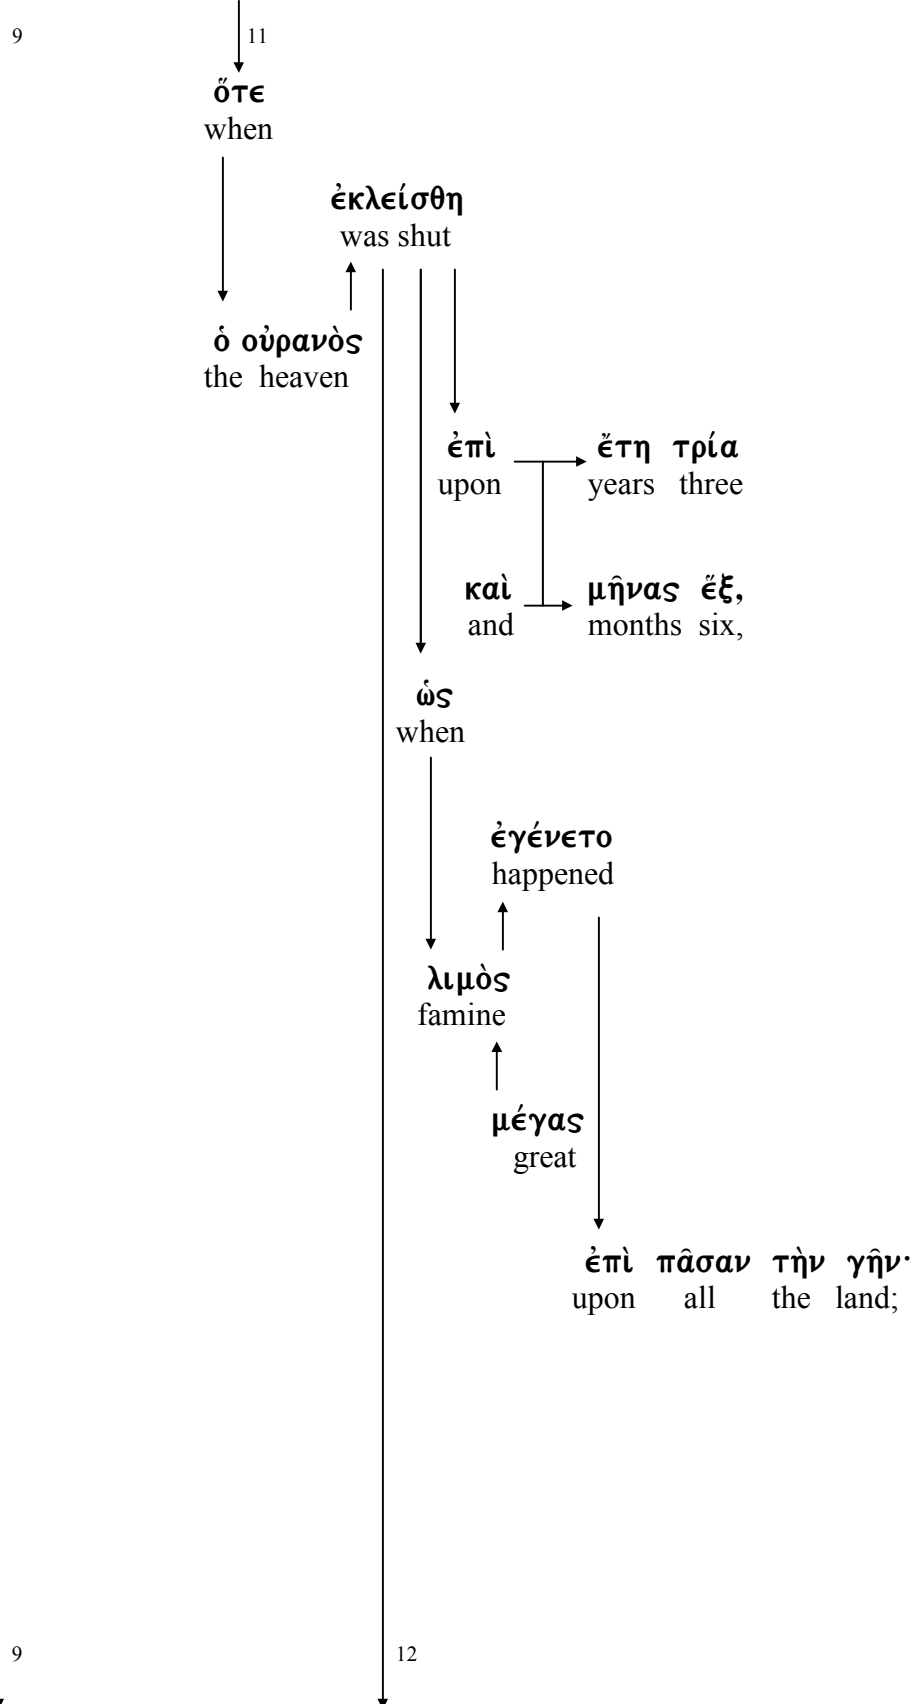 9 11
ὅτε
when
ἐκλείσθη
was shut
ὁ οὐρανὸς
the heaven
ἐπὶ ἔτη τρία
upon years three
καὶ μῆνας ἕξ,
and months six,
ὡς
when
ἐγένετο
happened
λιμὸς
famine
μέγας
great
ἐπὶ πᾶσαν τὴν γῆν·
upon all the land;
9 12